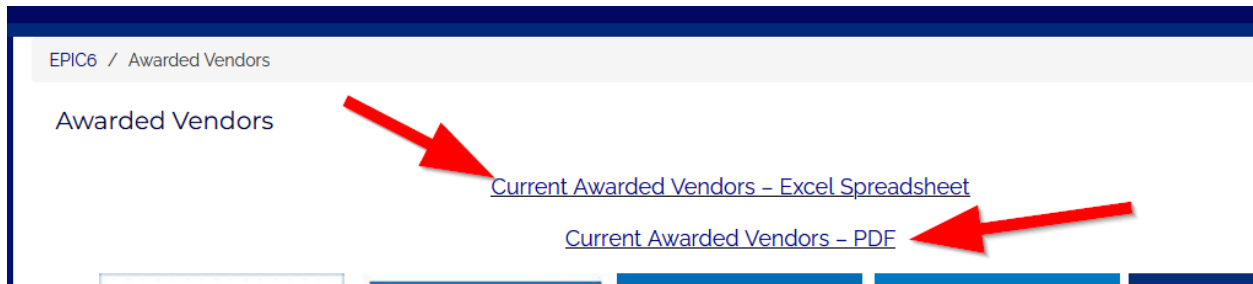 EPIC6 / Awarded Vendors
Awarded Vendors
Current Awarded Vendors – Excel Spreadsheet
Current Awarded Vendors – PDF